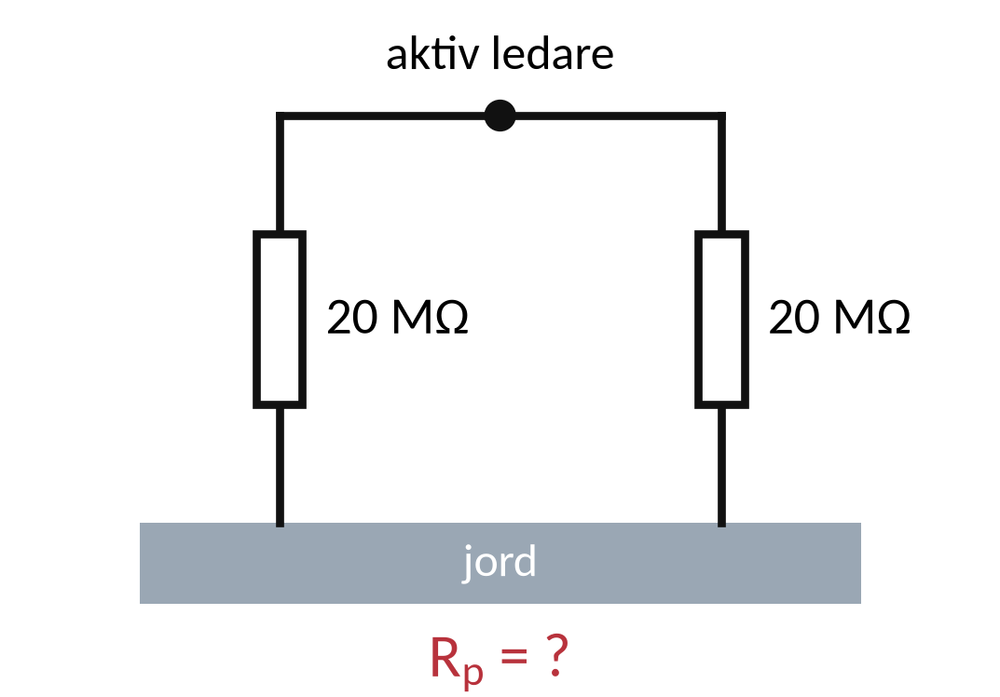 aktiv ledare
20 MΩ 20 MΩ
jord
Rₚ = ?